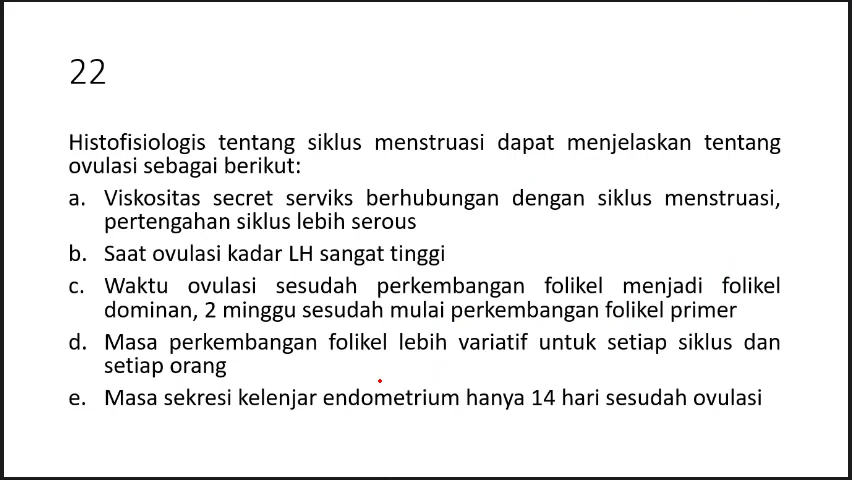 22
Histofisiologis tentang siklus menstruasi dapat menjelaskan tentang
ovulasi sebagai berikut:
a. Viskositas secret serviks berhubungan dengan siklus menstruasi,
pertengahan siklus lebih serous
b. Saat ovulasi kadar LH sangat tinggi
c. Waktu ovulasi sesudah perkembangan folikel menjadi folikel
dominan, 2 minggu sesudah mulai perkembangan folikel primer
d. Masa perkembangan folikel lebih variatif untuk setiap siklus dan
setiap orang
e. Masa sekresi kelenjar endometrium hanya 14 hari sesudah ovulasi